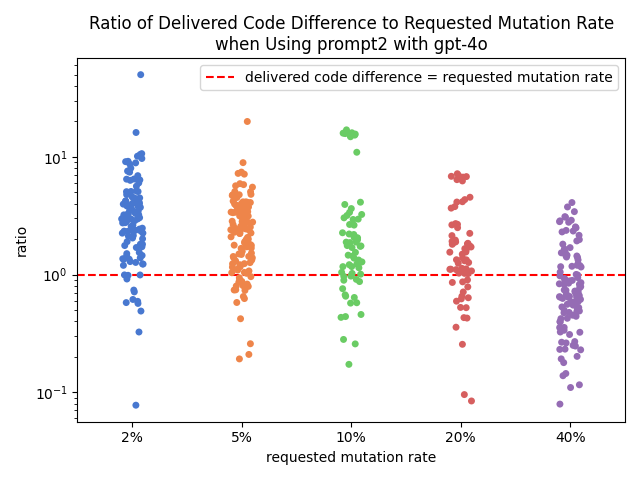 Ratio of Delivered Code Difference to Requested Mutation Rate
when Using prompt2 with gpt-4o
delivered code difference = requested mutation rate
ratio
10¹
10⁰
10⁻¹
2% 5% 10% 20% 40%
requested mutation rate